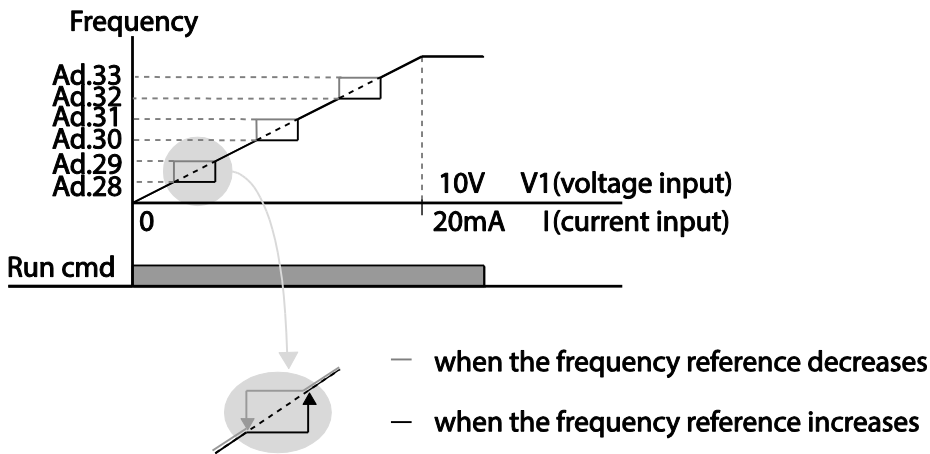 Frequency
Ad.33
Ad.32
Ad.31
Ad.30
Ad.29
Ad.28
10V V1(voltage input)
0 20mA I(current input)
Run cmd
when the frequency reference decreases
when the frequency reference increases